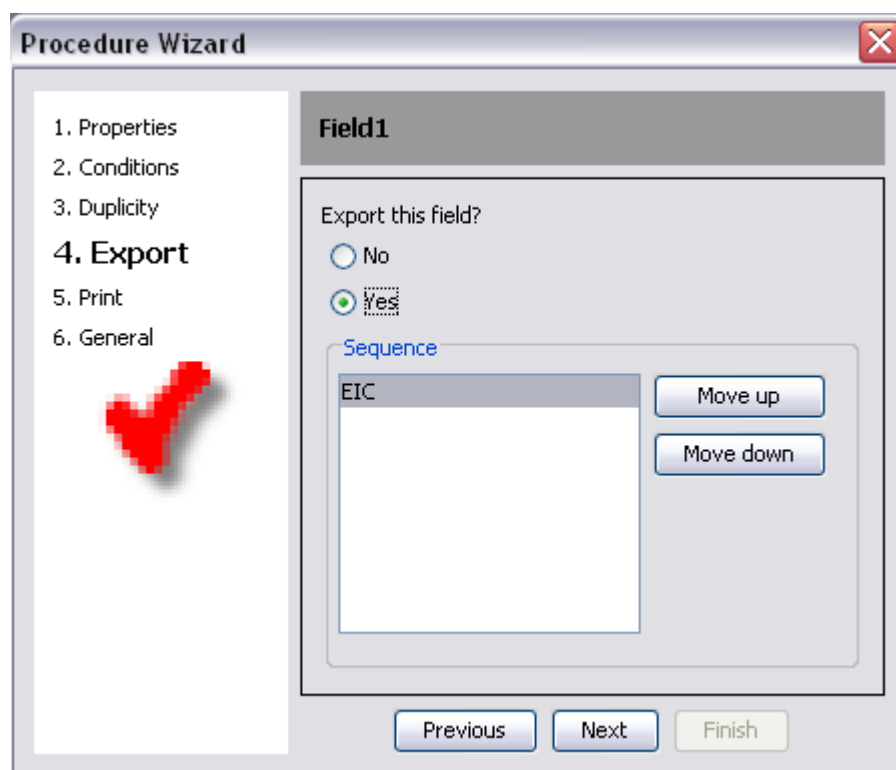 Procedure Wizard
1. Properties
2. Conditions
3. Duplicity
4. Export
5. Print
6. General
Field1
Export this field?
No
Yes
Sequence
EIC
Move up
Move down
Previous
Next
Finish